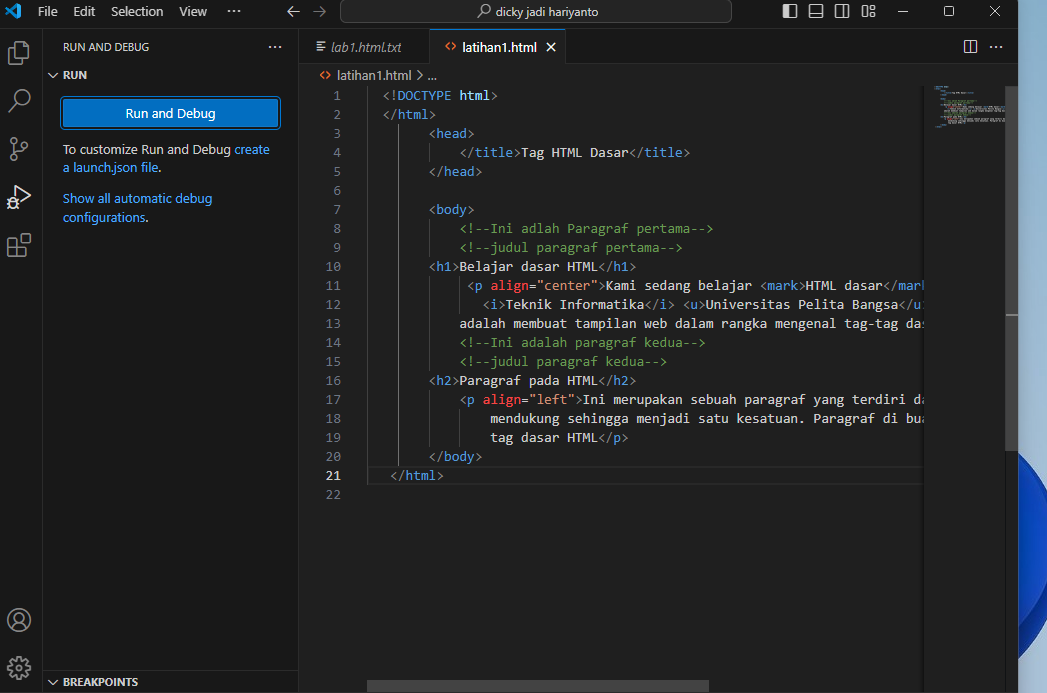 File Edit Selection View ··· dicky jadi hariyanto
RUN AND DEBUG ···
RUN
Run and Debug
To customize Run and Debug create
a launch.json file.
Show all automatic debug
configurations.
BREAKPOINTS
lab1.html.txt
latihan1.html
latihan1.html > ...
1 <!DOCTYPE html>
2 </html>
3 <head>
4 </title>Tag HTML Dasar</title>
5 </head>
6
7 <body>
8 <!--Ini adlah Paragraf pertama-->
9 <!--judul paragraf pertama-->
10 <h1>Belajar dasar HTML</h1>
11 <p align="center">Kami sedang belajar <mark>HTML dasar</mark
12 <i>Teknik Informatika</i> <u>Universitas Pelita Bangsa</u
13 adalah membuat tampilan web dalam rangka mengenal tag-tag das
14 <!--Ini adalah paragraf kedua-->
15 <!--judul paragraf kedua-->
16 <h2>Paragraf pada HTML</h2>
17 <p align="left">Ini merupakan sebuah paragraf yang terdiri da
18 mendukung sehingga menjadi satu kesatuan. Paragraf di bua
19 tag dasar HTML</p>
20 </body>
21 </html>
22